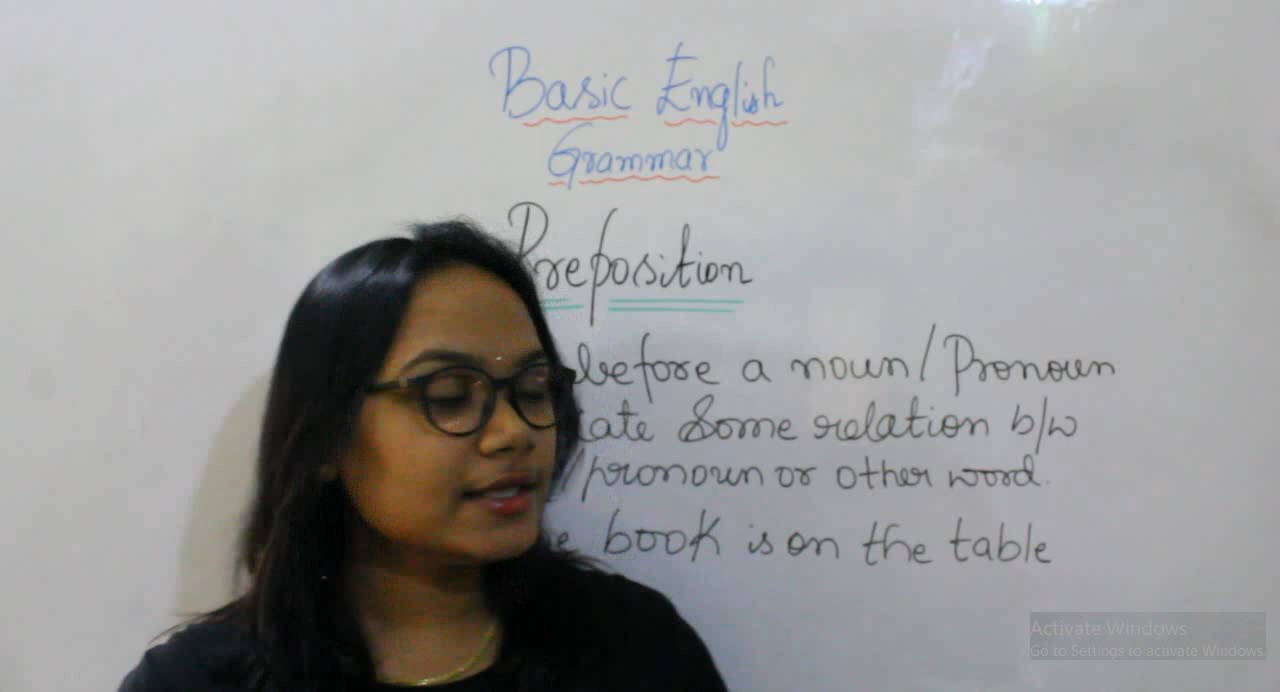 Basic English
Grammar
Preposition
before a noun/Pronoun
Some relation b/w
/pronoun or other word.
book is on the table
Activate Windows
Go to Settings to activate Windows.